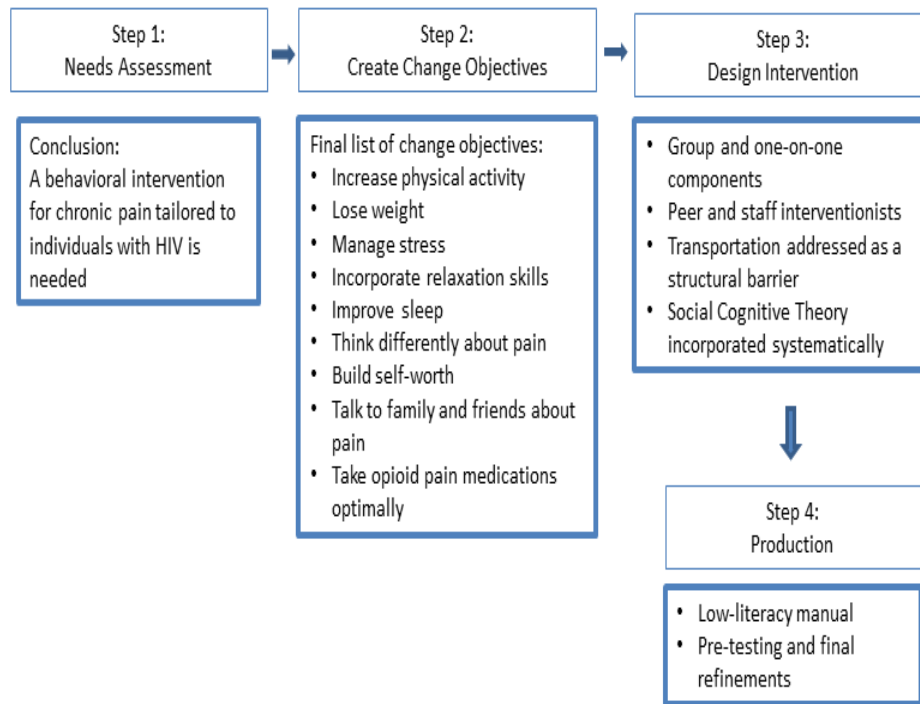 Step 1:
Needs Assessment
Conclusion:
A behavioral intervention
for chronic pain tailored to
individuals with HIV is
needed
Step 2:
Create Change Objectives
Final list of change objectives:
• Increase physical activity
• Lose weight
• Manage stress
• Incorporate relaxation skills
• Improve sleep
• Think differently about pain
• Build self-worth
• Talk to family and friends about
pain
• Take opioid pain medications
optimally
Step 3:
Design Intervention
• Group and one-on-one
components
• Peer and staff interventionists
• Transportation addressed as a
structural barrier
• Social Cognitive Theory
incorporated systematically
Step 4:
Production
• Low-literacy manual
• Pre-testing and final
refinements